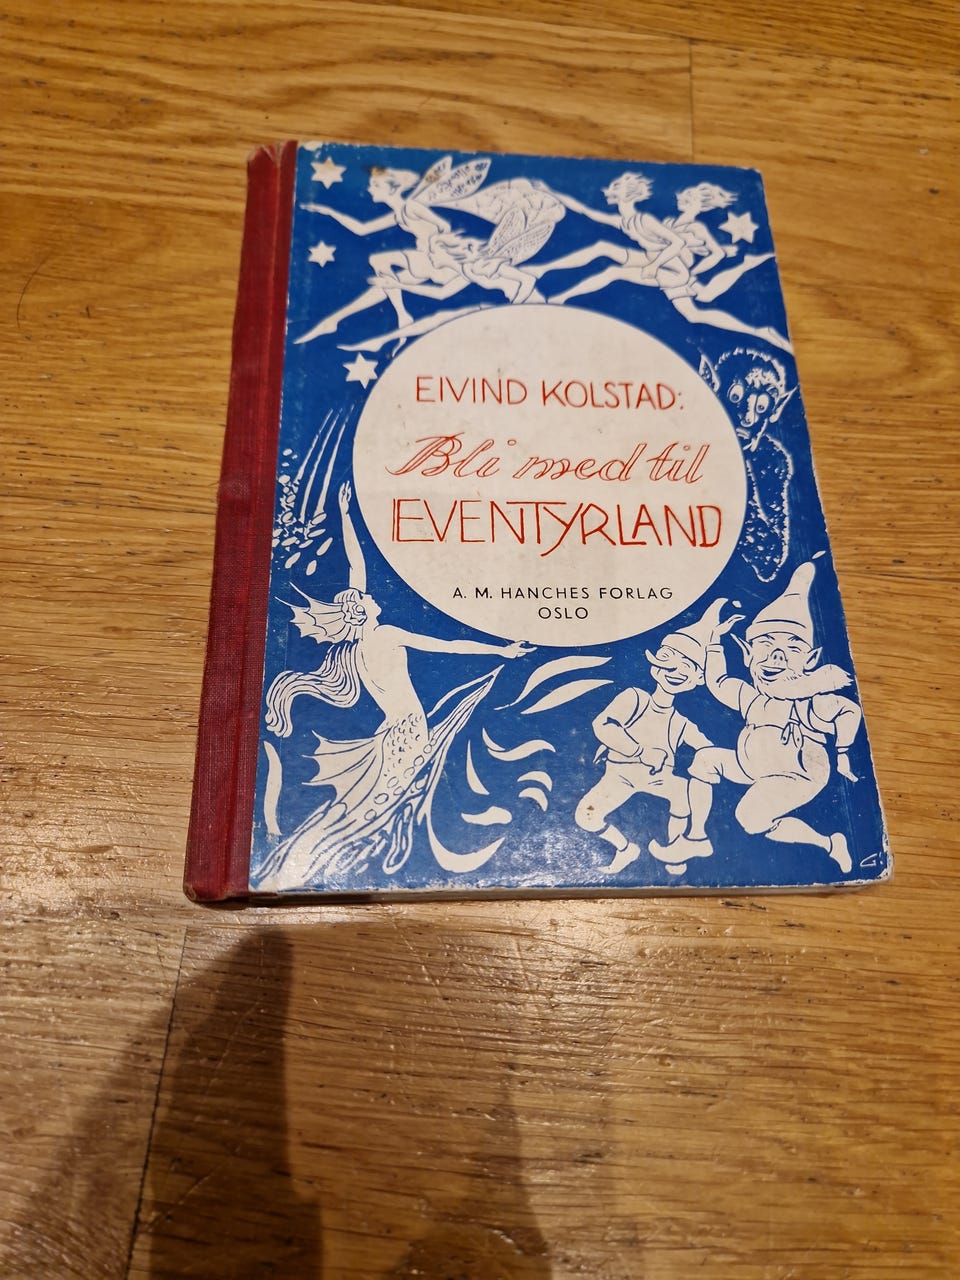 EIVIND KOLSTAD:
Bli med til
EVENTYRLAND
A. M. HANCHES FORLAG
OSLO
G.